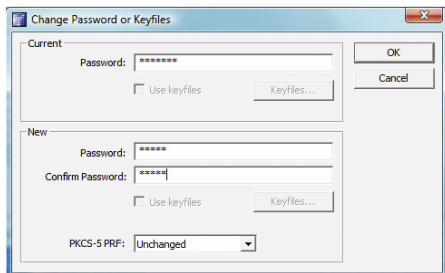 Change Password or Keyfiles
Current
Password: *******
Use keyfiles Keyfiles...
OK
Cancel
New
Password: *****
Confirm Password: *****
Use keyfiles Keyfiles...
PKCS-5 PRF: Unchanged